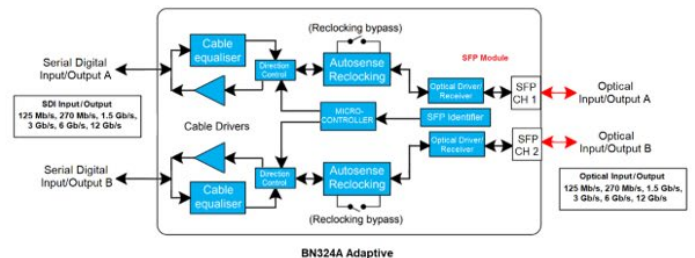 (Reclocking bypass)
Serial Digital
Input/Output A
Cable
equaliser
Direction
Control
Autosense
Reclocking
SFP Module
Optical Driver/
Receiver
SFP
CH 1
Optical
Input/Output A
SDI Input/Output
125 Mb/s, 270 Mb/s, 1.5 Gb/s,
3 Gb/s, 6 Gb/s, 12 Gb/s
Cable Drivers
MICRO-
CONTROLLER
SFP Identifier
Serial Digital
Input/Output B
Cable
equaliser
Direction
Control
Autosense
Reclocking
Optical Driver/
Receiver
SFP
CH 2
Optical
Input/Output B
Optical Input/Output
125 Mb/s, 270 Mb/s, 1.5 Gb/s,
3 Gb/s, 6 Gb/s, 12 Gb/s
(Reclocking bypass)
BN324A Adaptive